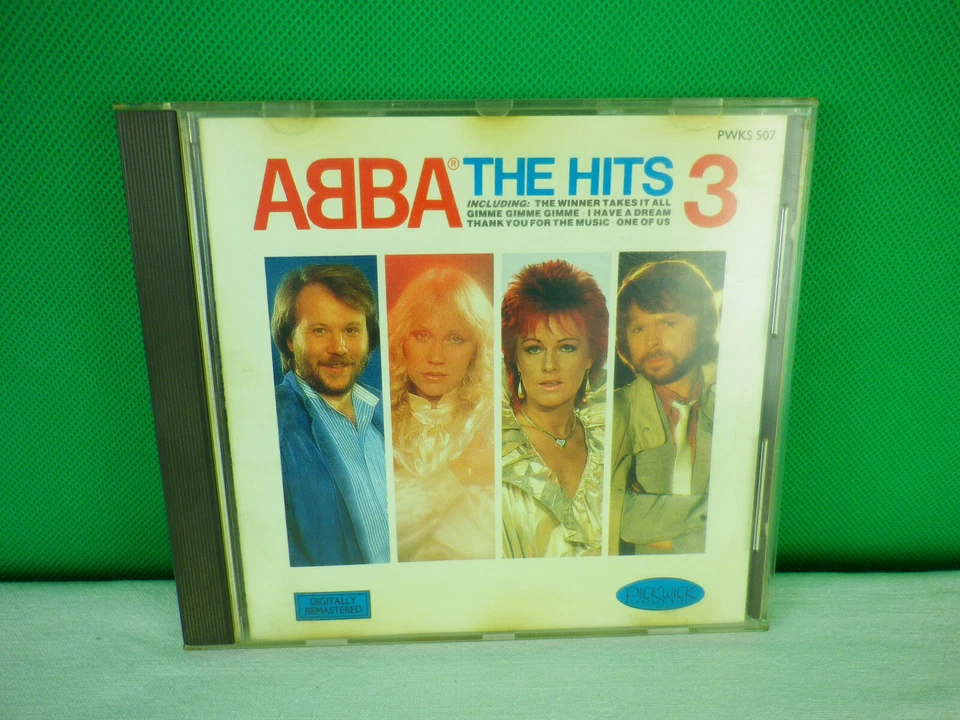 PWKS 507
ABBA® THE HITS 3
INCLUDING: THE WINNER TAKES IT ALL
GIMME GIMME GIMME · I HAVE A DREAM
THANK YOU FOR THE MUSIC · ONE OF US
DIGITALLY
REMASTERED
PICKWICK